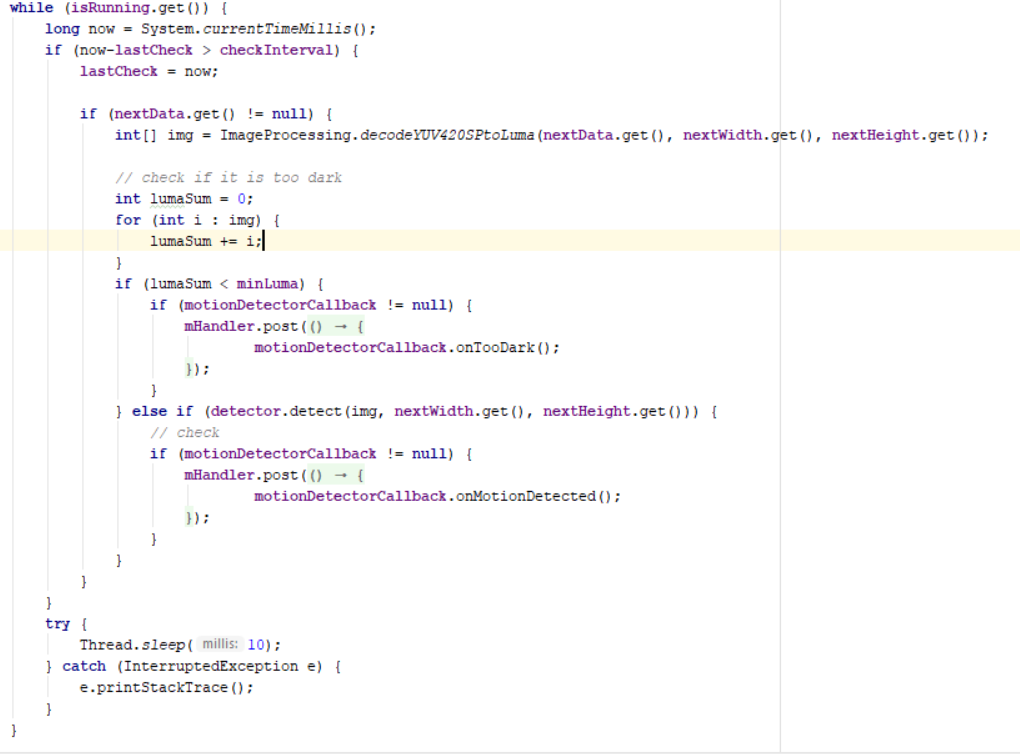 while (isRunning.get()) {
    long now = System.currentTimeMillis();
    if (now-lastCheck > checkInterval) {
        lastCheck = now;

        if (nextData.get() != null) {
            int[] img = ImageProcessing.decodeYUV420SPtoLuma(nextData.get(), nextWidth.get(), nextHeight.get());

            // check if it is too dark
            int lumaSum = 0;
            for (int i : img) {
                lumaSum += i;
            }
            if (lumaSum < minLuma) {
                if (motionDetectorCallback != null) {
                    mHandler.post(() → {
                            motionDetectorCallback.onTooDark();
                    });
                }
            } else if (detector.detect(img, nextWidth.get(), nextHeight.get())) {
                // check
                if (motionDetectorCallback != null) {
                    mHandler.post(() → {
                            motionDetectorCallback.onMotionDetected();
                    });
                }
            }
        }
    }
    try {
        Thread.sleep( millis: 10);
    } catch (InterruptedException e) {
        e.printStackTrace();
    }
}